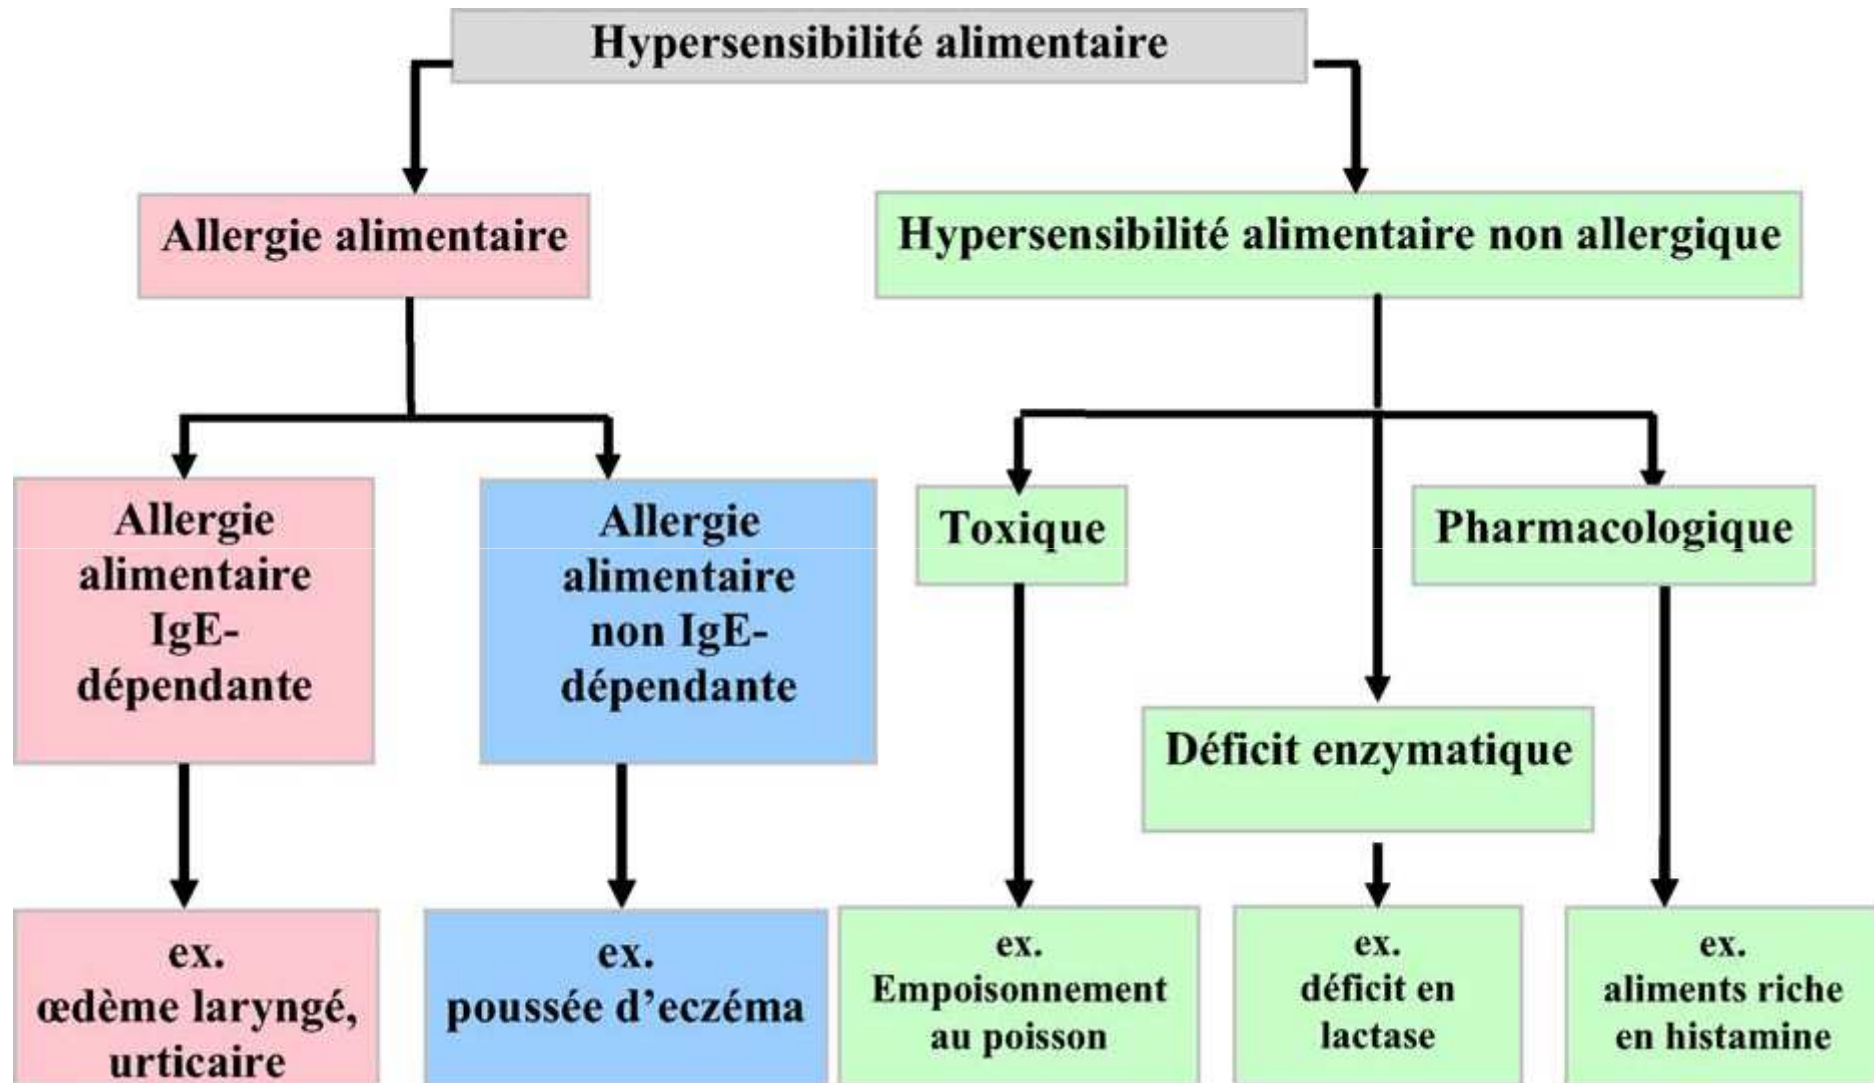 Hypersensibilité alimentaire
Allergie alimentaire
Hypersensibilité alimentaire non allergique
Allergie
alimentaire
IgE-
dépendante
Allergie
alimentaire
non IgE-
dépendante
Toxique
Pharmacologique
Déficit enzymatique
ex.
œdème laryngé,
urticaire
ex.
poussée d’eczéma
ex.
Empoisonnement
au poisson
ex.
déficit en
lactase
ex.
aliments riche
en histamine